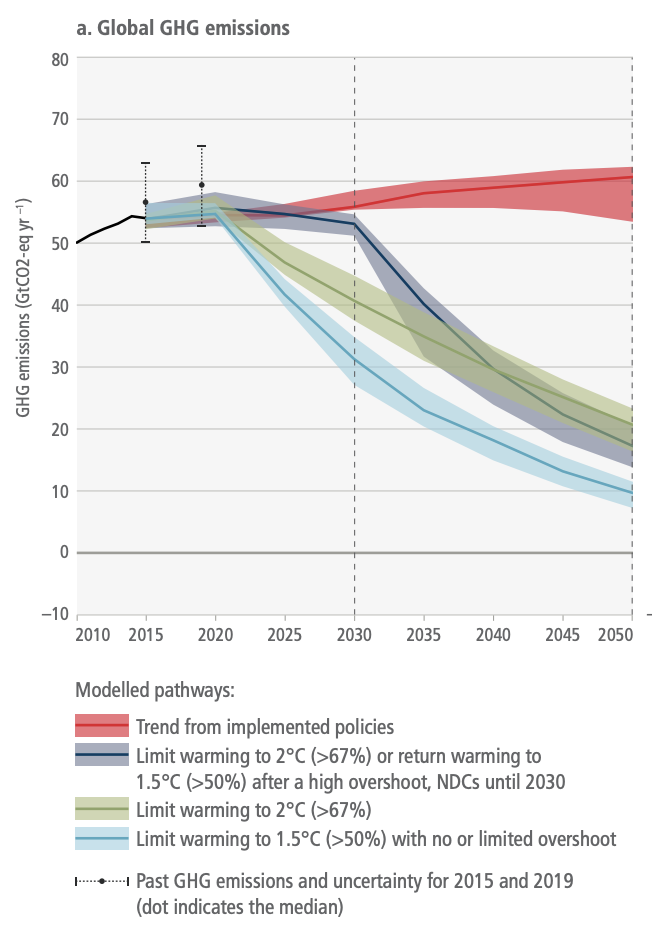 a. Global GHG emissions
80
70
60
50
40
30
20
10
0
–10
GHG emissions (GtCO2-eq yr –1)
2010 2015 2020 2025 2030 2035 2040 2045 2050
Modelled pathways:
Trend from implemented policies
Limit warming to 2°C (>67%) or return warming to
1.5°C (>50%) after a high overshoot, NDCs until 2030
Limit warming to 2°C (>67%)
Limit warming to 1.5°C (>50%) with no or limited overshoot
Past GHG emissions and uncertainty for 2015 and 2019
(dot indicates the median)